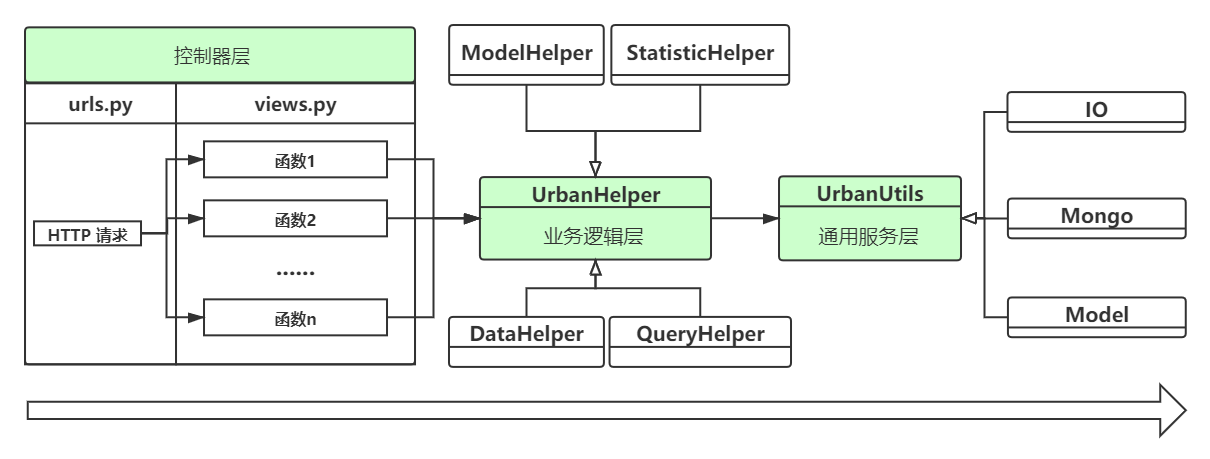 控制器层
urls.py
views.py
HTTP 请求
函数1
函数2
……
函数n
ModelHelper
StatisticHelper
UrbanHelper
业务逻辑层
DataHelper
QueryHelper
UrbanUtils
通用服务层
IO
Mongo
Model